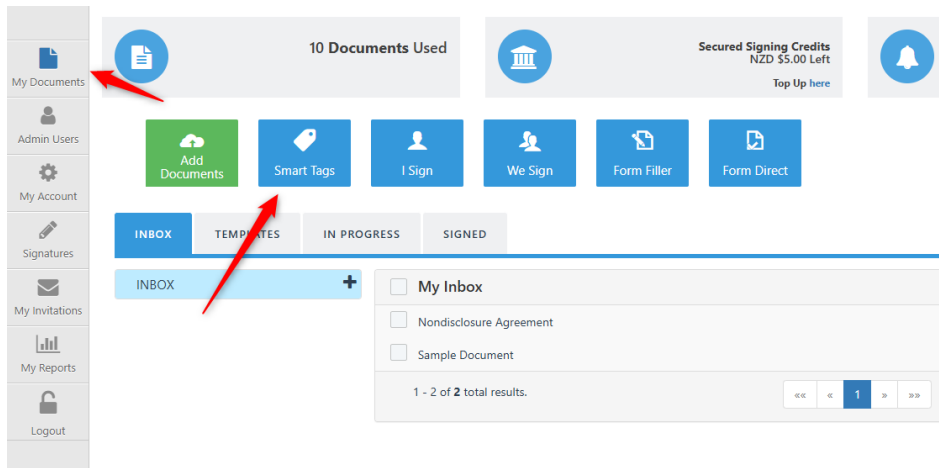 10 Documents Used
Secured Signing Credits
NZD $5.00 Left
Top Up here
My Documents
Admin Users
My Account
Signatures
My Invitations
My Reports
Logout
Add
Documents
Smart Tags
I Sign
We Sign
Form Filler
Form Direct
INBOX
TEMPLATES
IN PROGRESS
SIGNED
INBOX
My Inbox
Nondisclosure Agreement
Sample Document
1 - 2 of 2 total results.
«« « 1 » »»